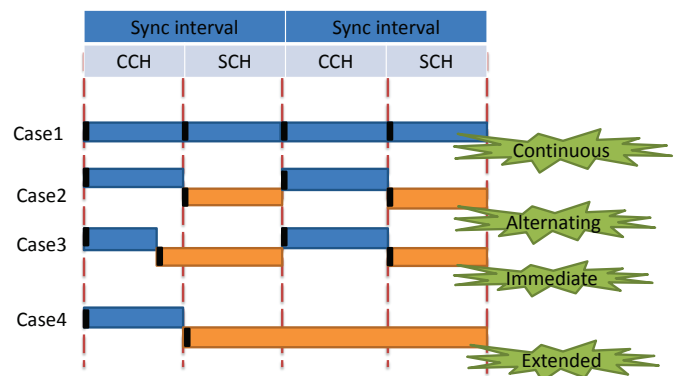 Sync interval Sync interval
CCH SCH CCH SCH
Case1
Continuous
Case2
Alternating
Case3
Immediate
Case4
Extended